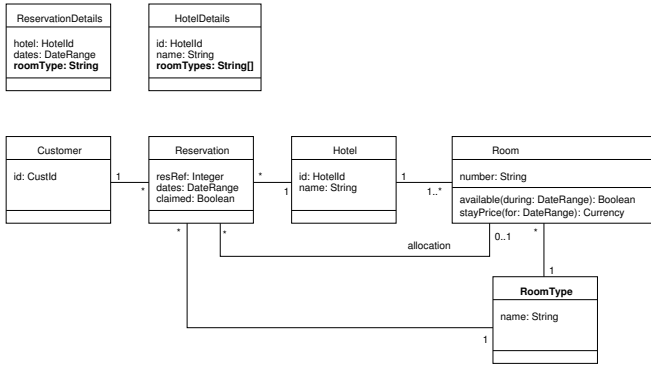 ReservationDetails
hotel: HotelId
dates: DateRange
roomType: String
HotelDetails
id: HotelId
name: String
roomTypes: String[]
Customer
id: CustId
1
*
Reservation
resRef: Integer
dates: DateRange
claimed: Boolean
*
1
Hotel
id: HotelId
name: String
1
1..*
Room
number: String
available(during: DateRange): Boolean
stayPrice(for: DateRange): Currency
*
*
allocation
0..1
*
1
RoomType
name: String
1